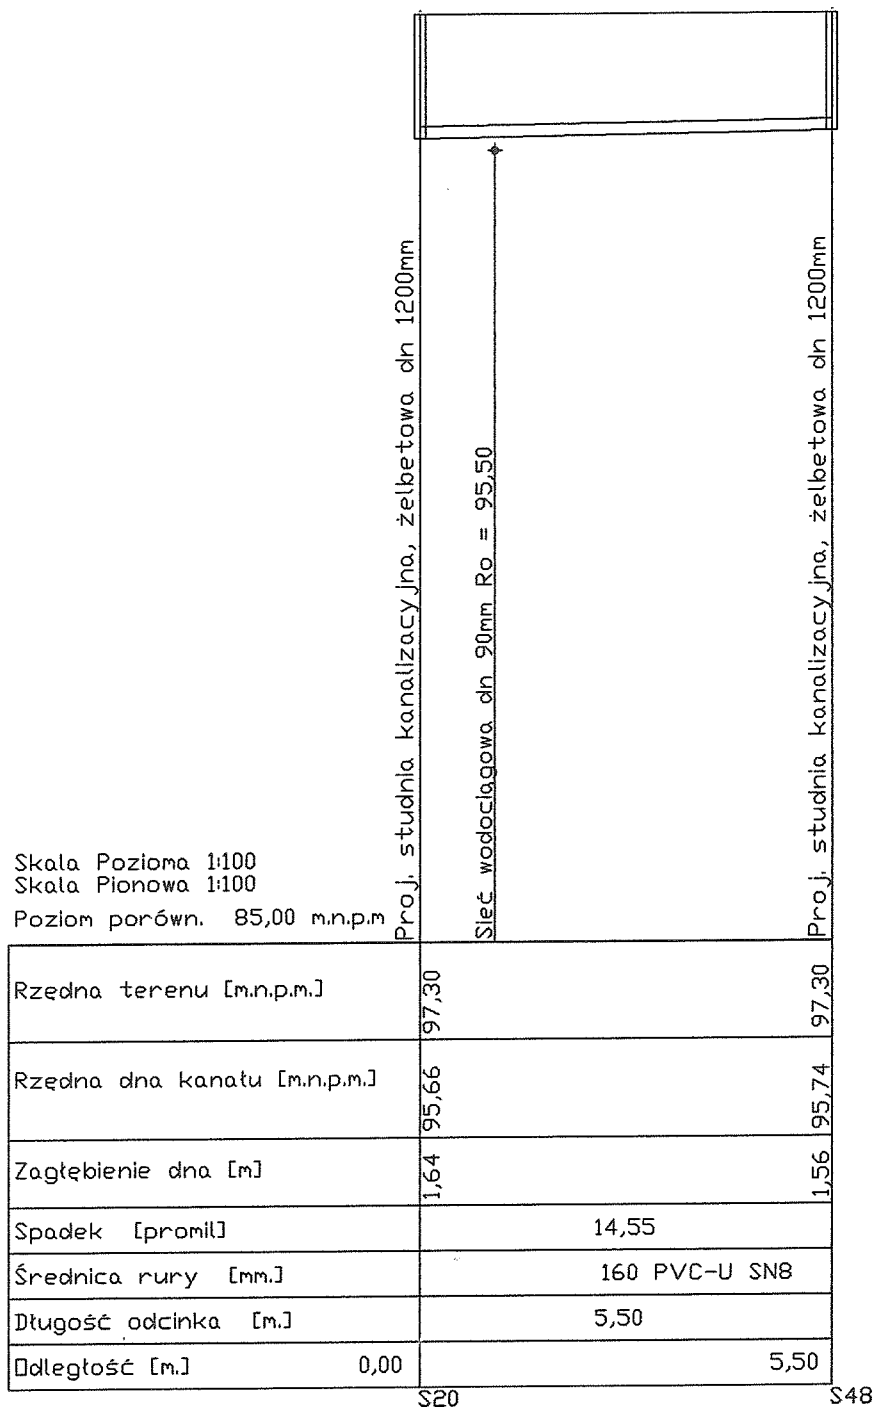 Proj. studnia kanalizacyjna, żelbetowa dn 1200mm
Sieć wodociągowa dn 90mm Ro = 95,50
Proj. studnia kanalizacyjna, żelbetowa dn 1200mm
Skala Pozioma 1:100
Skala Pionowa 1:100
Poziom porówn. 85,00 m.n.p.m
Rzędna terenu [m.n.p.m.] 97,30 97,30
Rzędna dna kanału [m.n.p.m.] 95,66 95,74
Zagłębienie dna [m] 1,64 1,56
Spadek [promil] 14,55
Średnica rury [mm.] 160 PVC-U SN8
Długość odcinka [m.] 5,50
Odległość [m.] 0,00 5,50
S20 S48